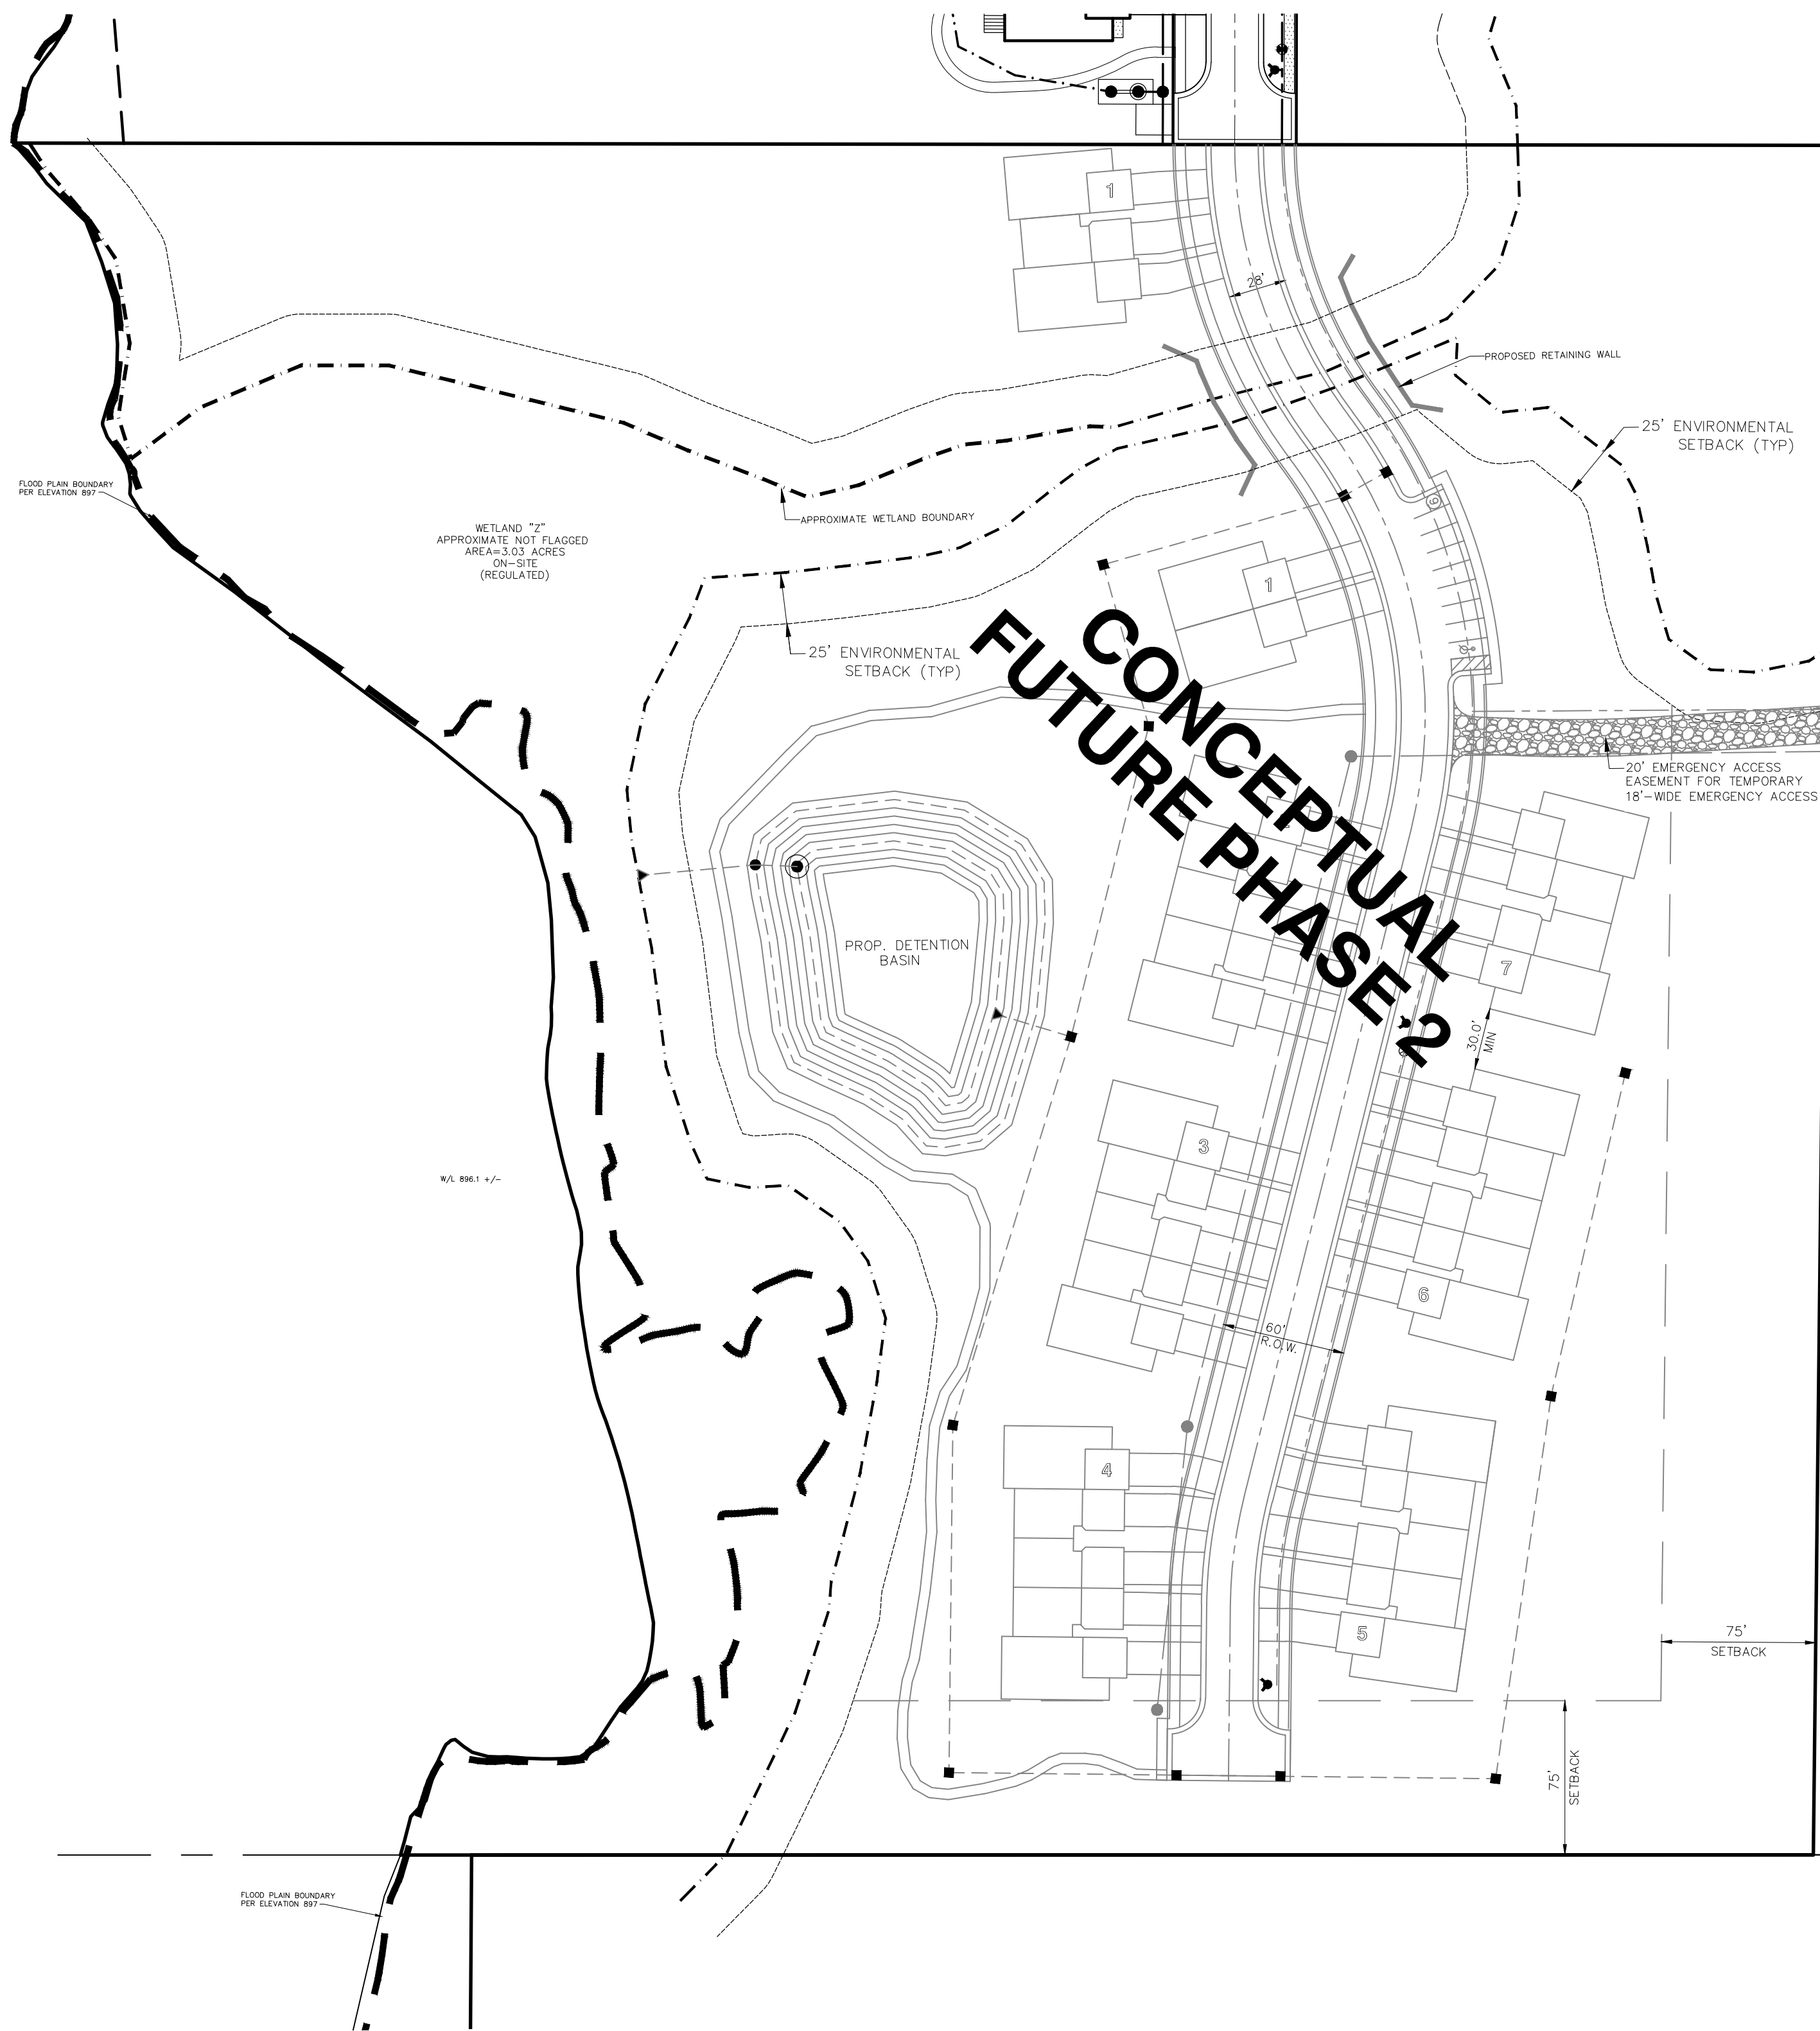 1
28'
PROPOSED RETAINING WALL
25' ENVIRONMENTAL
SETBACK (TYP)
FLOOD PLAIN BOUNDARY
PER ELEVATION 897
9
APPROXIMATE WETLAND BOUNDARY
WETLAND "Z"
APPROXIMATE NOT FLAGGED
AREA=3.03 ACRES
ON-SITE
(REGULATED)
1
25' ENVIRONMENTAL
SETBACK (TYP)
CONCEPTUAL
FUTURE PHASE 2
20' EMERGENCY ACCESS
EASEMENT FOR TEMPORARY
18'-WIDE EMERGENCY ACCESS
PROP. DETENTION
BASIN
7
30.0'
MIN
3
W/L 896.1 +/-
6
60'
R.O.W.
4
5
75'
SETBACK
75'
SETBACK
FLOOD PLAIN BOUNDARY
PER ELEVATION 897